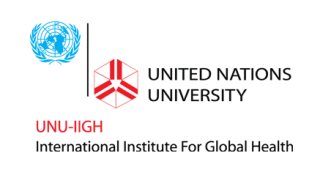 UNITED NATIONS
UNIVERSITY
UNU-IIGH
International Institute For Global Health